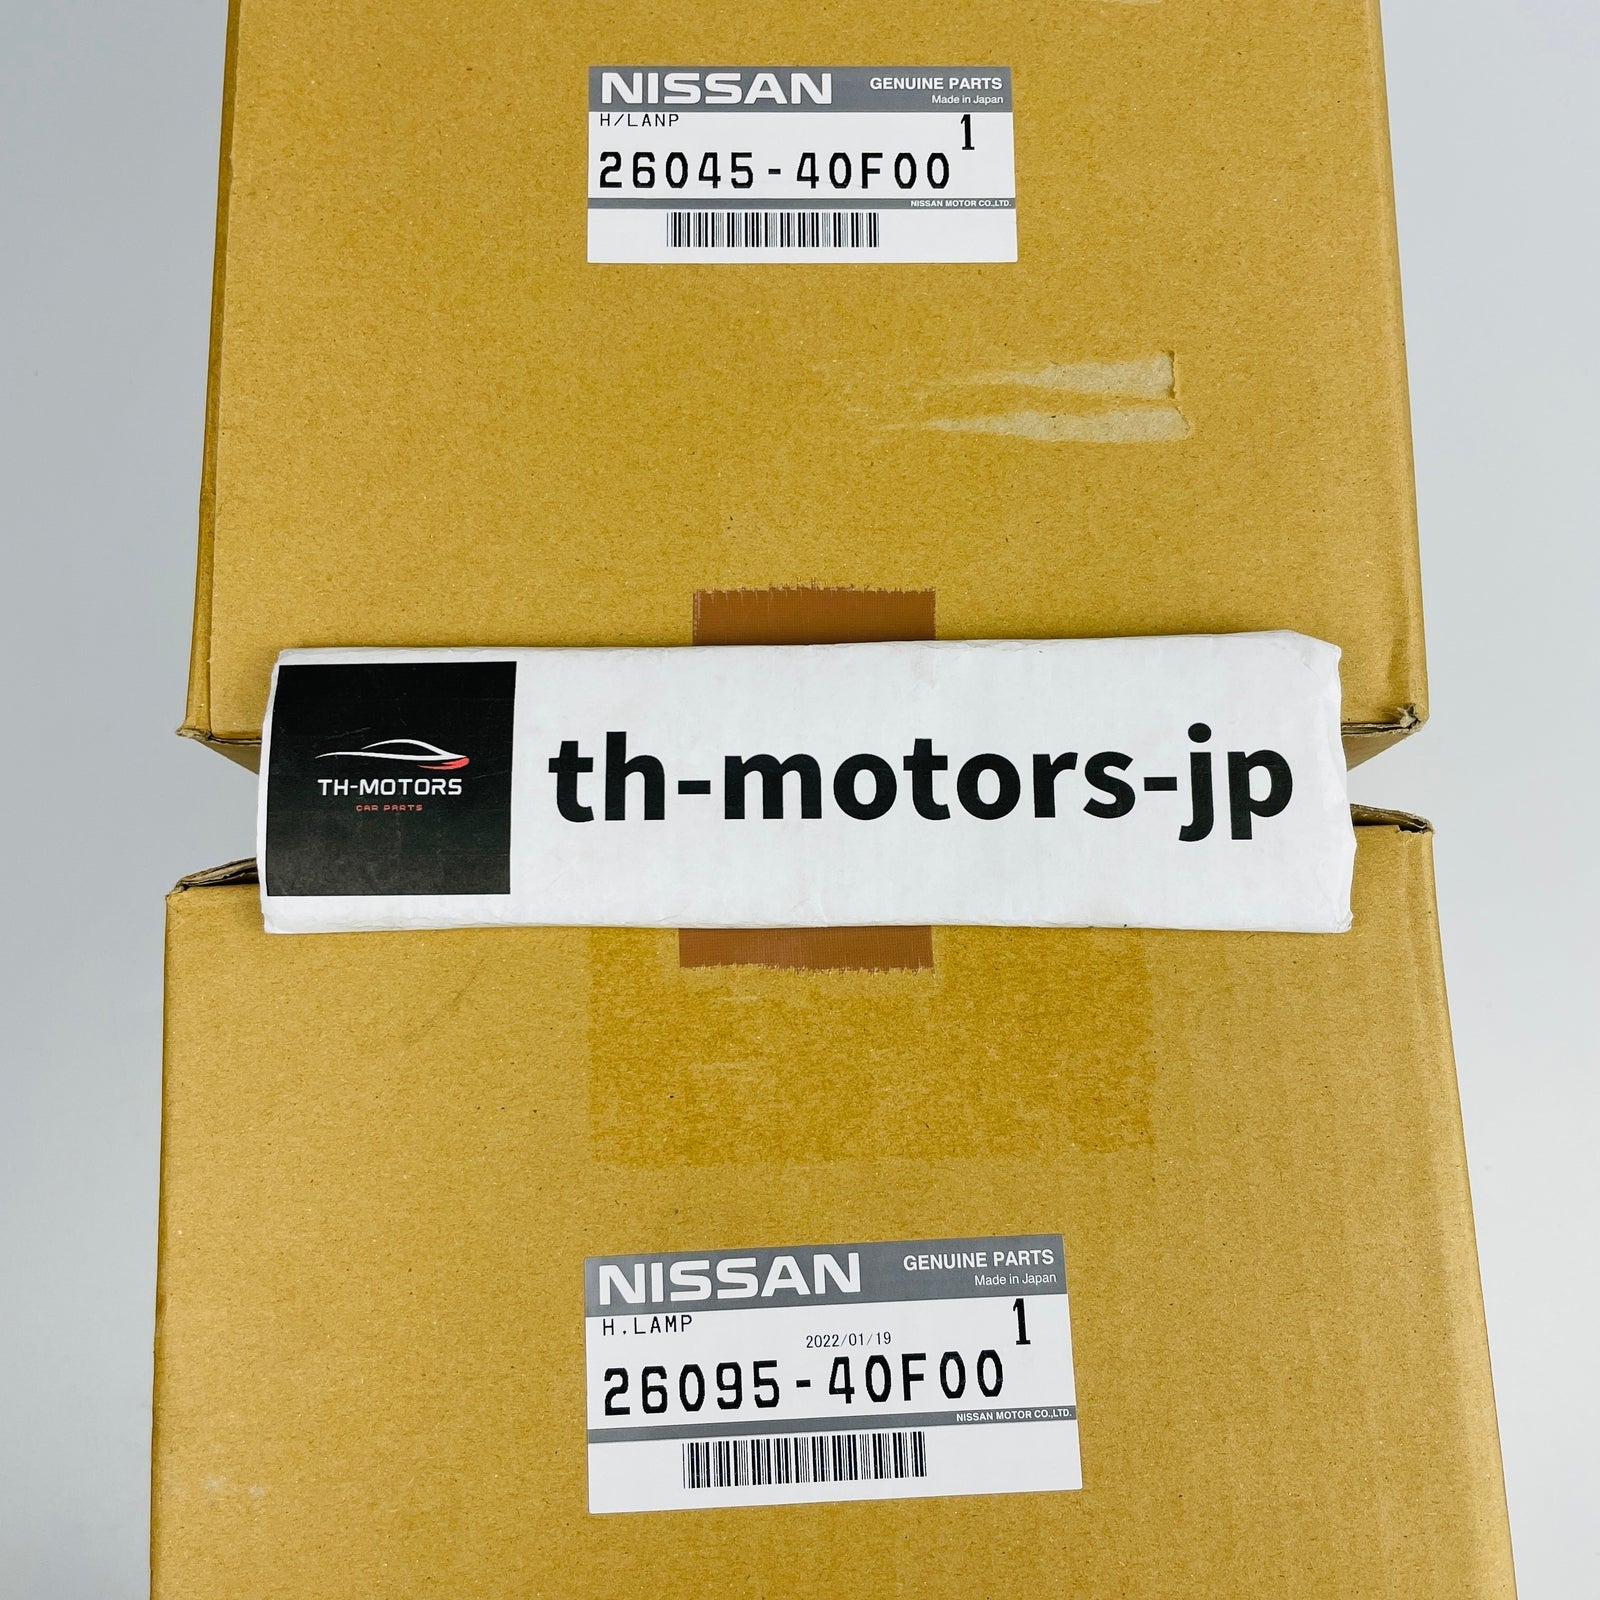 NISSAN GENUINE PARTS
Made in Japan
H/LANP
1
26045-40F00
NISSAN MOTOR CO.,LTD.
TH-MOTORS
CAR PARTS
th-motors-jp
NISSAN GENUINE PARTS
Made in Japan
H.LAMP
1
2022/01/19
26095-40F00
NISSAN MOTOR CO.,LTD.